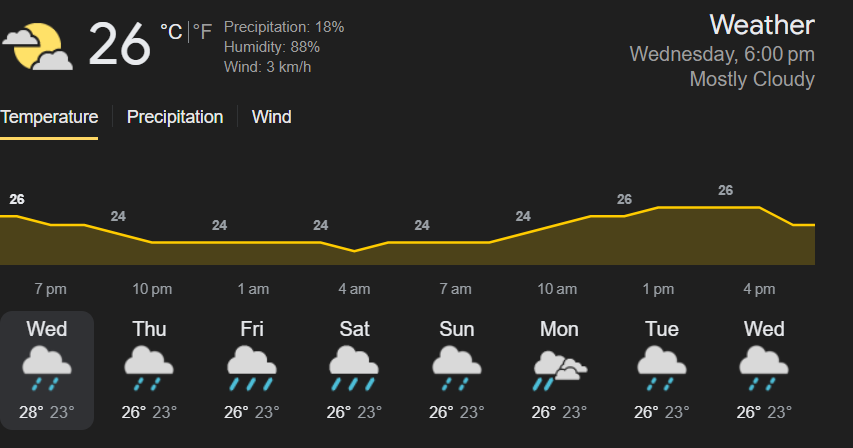 26 °C | °F
Precipitation: 18%
Humidity: 88%
Wind: 3 km/h
Weather
Wednesday, 6:00 pm
Mostly Cloudy
Temperature Precipitation Wind
26 24 24 24 24 24 26 26
7 pm 10 pm 1 am 4 am 7 am 10 am 1 pm 4 pm
Wed Thu Fri Sat Sun Mon Tue Wed
28° 23° 26° 23° 26° 23° 26° 23° 26° 23° 26° 23° 26° 23° 26° 23°